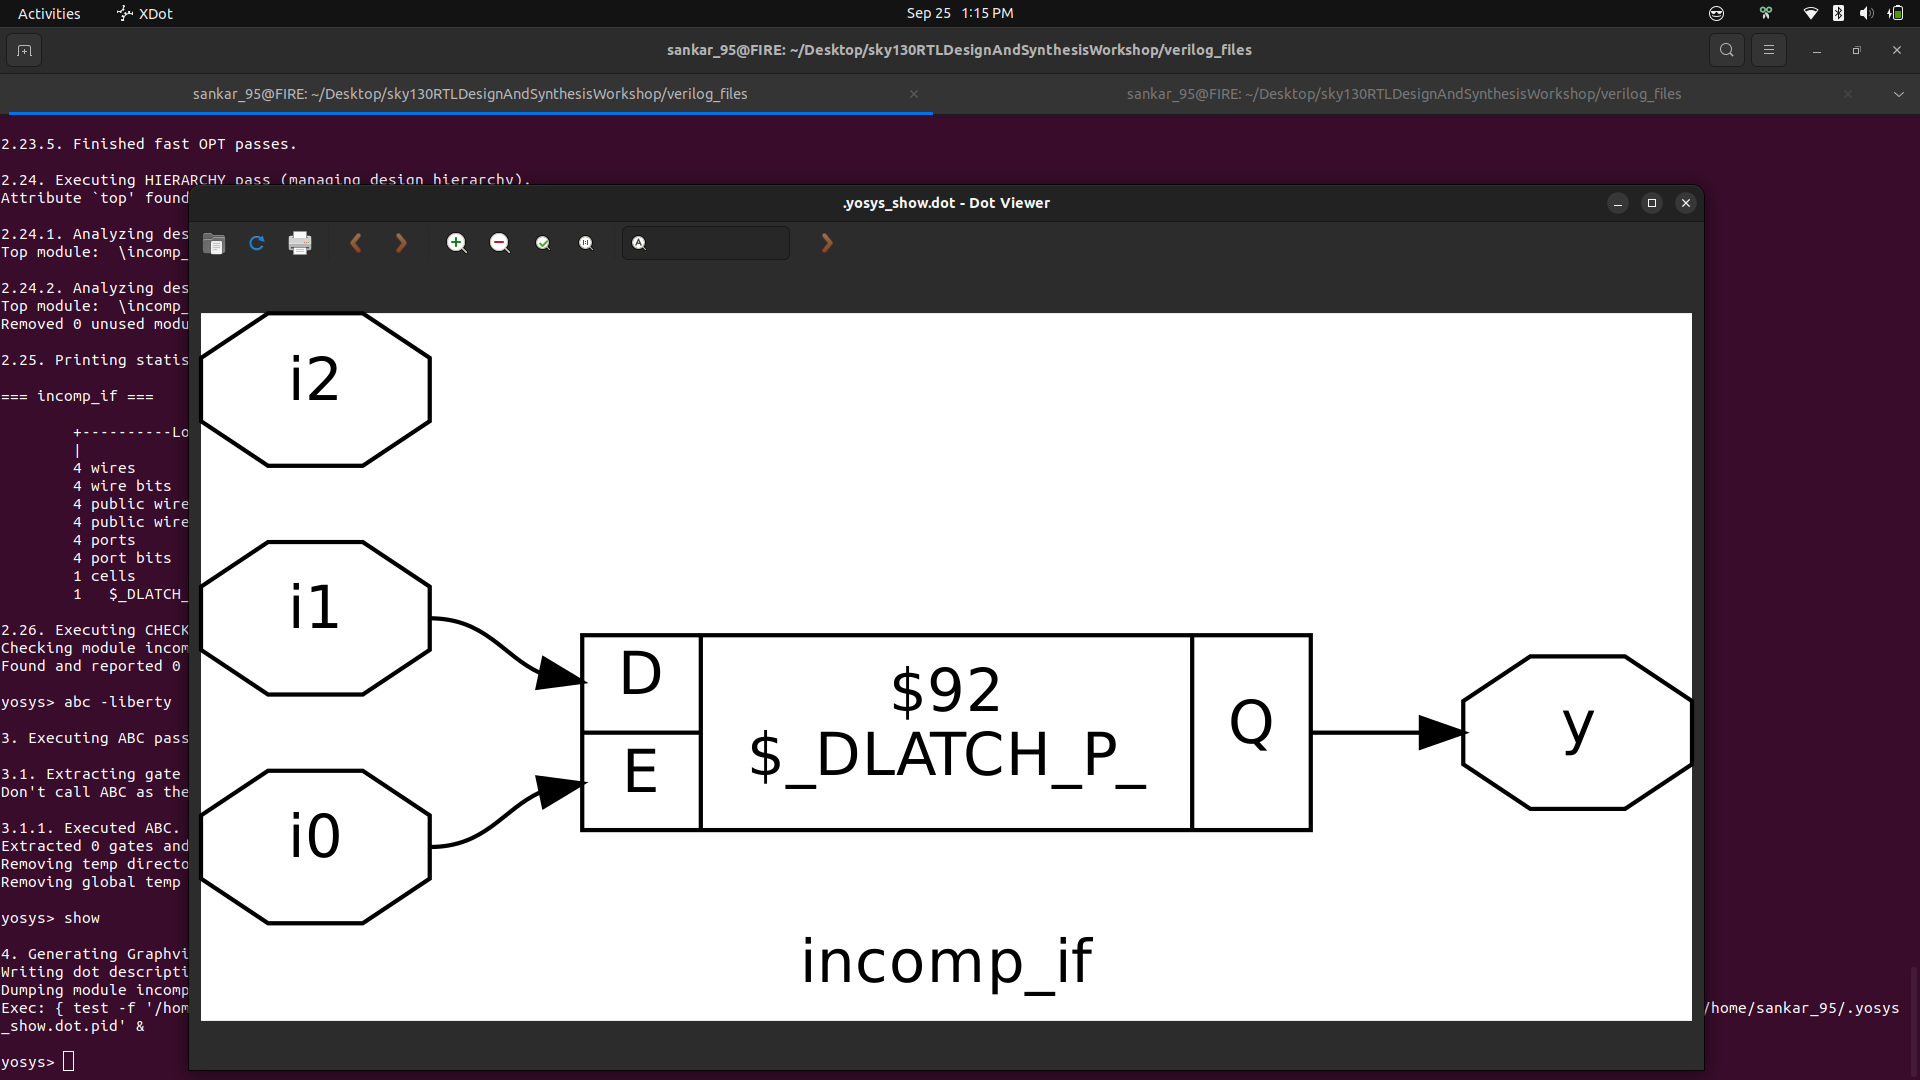 Activities
XDot
Sep 25 1:15 PM
sankar_95@FIRE: ~/Desktop/sky130RTLDesignAndSynthesisWorkshop/verilog_files
sankar_95@FIRE: ~/Desktop/sky130RTLDesignAndSynthesisWorkshop/verilog_files
sankar_95@FIRE: ~/Desktop/sky130RTLDesignAndSynthesisWorkshop/verilog_files
2.23.5. Finished fast OPT passes.
2.24. Executing HIERARCHY pass (managing design hierarchy).
Attribute `top' found
2.24.1. Analyzing des
Top module:  \incomp_
2.24.2. Analyzing des
Top module:  \incomp_
Removed 0 unused modu
2.25. Printing statis
=== incomp_if ===
+----------Lo
|
4 wires
4 wire bits
4 public wire
4 public wire
4 ports
4 port bits
1 cells
1   $_DLATCH_
2.26. Executing CHECK
Checking module incom
Found and reported 0
yosys> abc -liberty
3. Executing ABC pass
3.1. Extracting gate
Don't call ABC as the
3.1.1. Executed ABC.
Extracted 0 gates and
Removing temp directo
Removing global temp
yosys> show
4. Generating Graphvi
Writing dot descripti
Dumping module incomp
Exec: { test -f '/hom
/home/sankar_95/.yosys
_show.dot.pid' &
yosys>
.yosys_show.dot - Dot Viewer
i2
i1
i0
D
E
$92
$_DLATCH_P_
Q
y
incomp_if